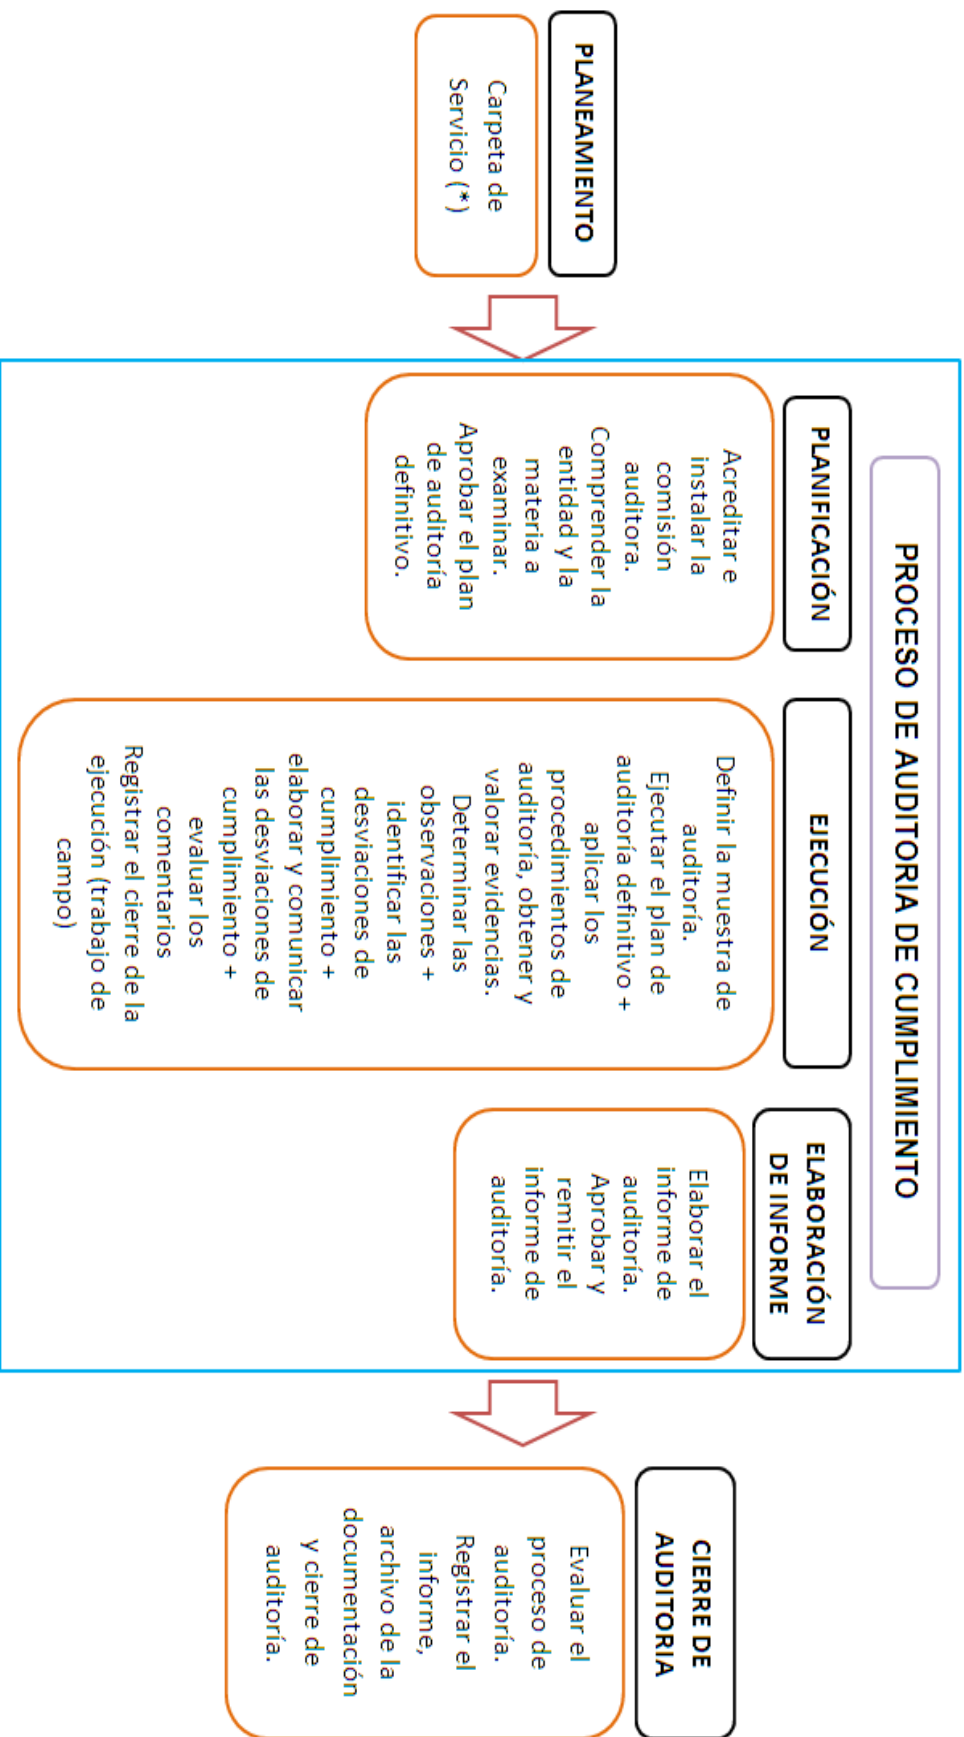 PLANEAMIENTO
Carpeta de
Servicio (*)
PROCESO DE AUDITORIA DE CUMPLIMIENTO
PLANIFICACIÓN
Acreditar e
instalar la
comisión
auditora.
Comprender la
entidad y la
materia a
examinar.
Aprobar el plan
de auditoría
definitivo.
EJECUCIÓN
Definir la muestra de
auditoría.
Ejecutar el plan de
auditoría definitivo +
aplicar los
procedimientos de
auditoría, obtener y
valorar evidencias.
Determinar las
observaciones +
identificar las
desviaciones de
cumplimiento +
elaborar y comunicar
las desviaciones de
cumplimiento +
evaluar los
comentarios
Registrar el cierre de la
ejecución (trabajo de
campo)
ELABORACIÓN
DE INFORME
Elaborar el
informe de
auditoría.
Aprobar y
remitir el
informe de
auditoría.
CIERRE DE
AUDITORIA
Evaluar el
proceso de
auditoría.
Registrar el
informe,
archivo de la
documentación
y cierre de
auditoría.